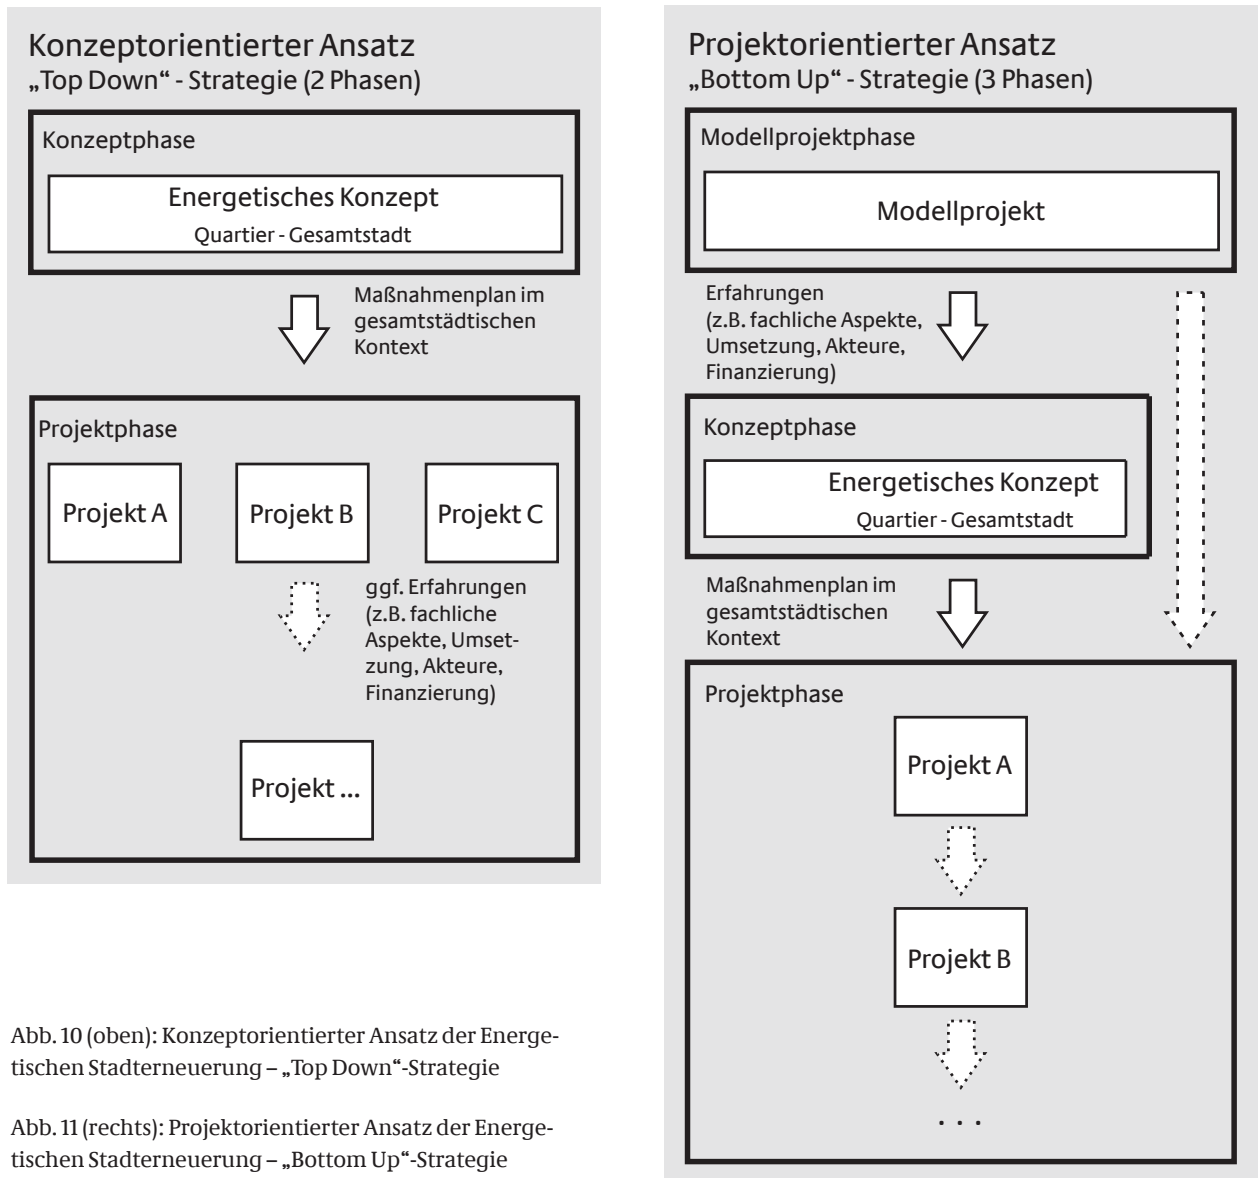 Konzeptorientierter Ansatz
„Top Down“ - Strategie (2 Phasen)
Konzeptphase
Energetisches Konzept
Quartier - Gesamtstadt
Maßnahmenplan im
gesamtstädtischen
Kontext
Projektphase
Projekt A
Projekt B
Projekt C
ggf. Erfahrungen
(z.B. fachliche
Aspekte, Umset-
zung, Akteure,
Finanzierung)
Projekt ...
Abb. 10 (oben): Konzeptorientierter Ansatz der Energe-
tischen Stadterneuerung – „Top Down“-Strategie
Abb. 11 (rechts): Projektorientierter Ansatz der Energe-
tischen Stadterneuerung – „Bottom Up“-Strategie
Projektorientierter Ansatz
„Bottom Up“ - Strategie (3 Phasen)
Modellprojektphase
Modellprojekt
Erfahrungen
(z.B. fachliche Aspekte,
Umsetzung, Akteure,
Finanzierung)
Konzeptphase
Energetisches Konzept
Quartier - Gesamtstadt
Maßnahmenplan im
gesamtstädtischen
Kontext
Projektphase
Projekt A
Projekt B
. . .